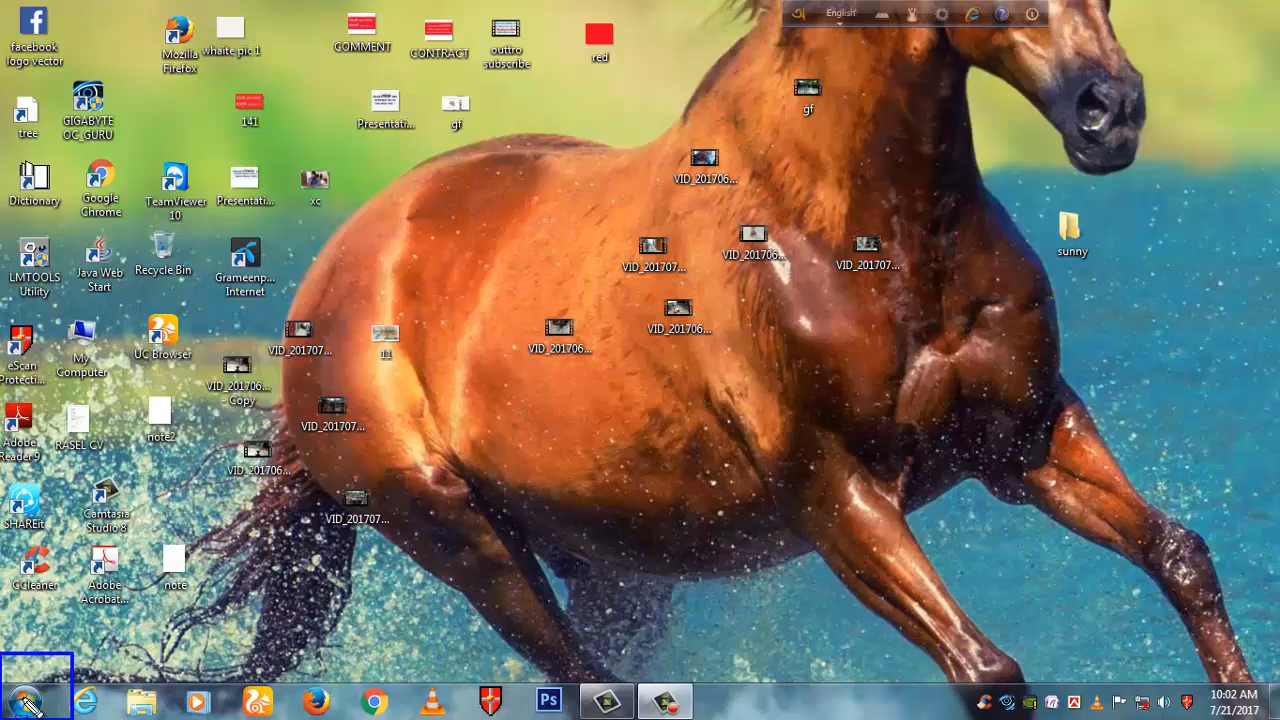 facebook
logo vector
Mozilla
Firefox
whaite pic 1
COMMENT
CONTRACT
outtro
subscribe
red
English
tree
GIGABYTE
OC_GURU
141
Presentati...
gf
gf
Dictionary
Google
Chrome
TeamViewer
10
Presentati...
xc
VID_201706...
LMTOOLS
Utility
Java Web
Start
Recycle Bin
Grameenp...
Internet
VID_201707...
VID_201706...
VID_201707...
sunny
eScan
Protecti...
My
Computer
UC Browser
VID_201707...
11
VID_201706...
VID_201706...
VID_201706...
- Copy
Adobe
Reader 9
RASEL CV
note2
VID_201707...
VID_201706...
SHAREit
Camtasia
Studio 8
VID_201707...
CCleaner
Adobe
Acrobat...
note
Ps
10:02 AM
7/21/2017